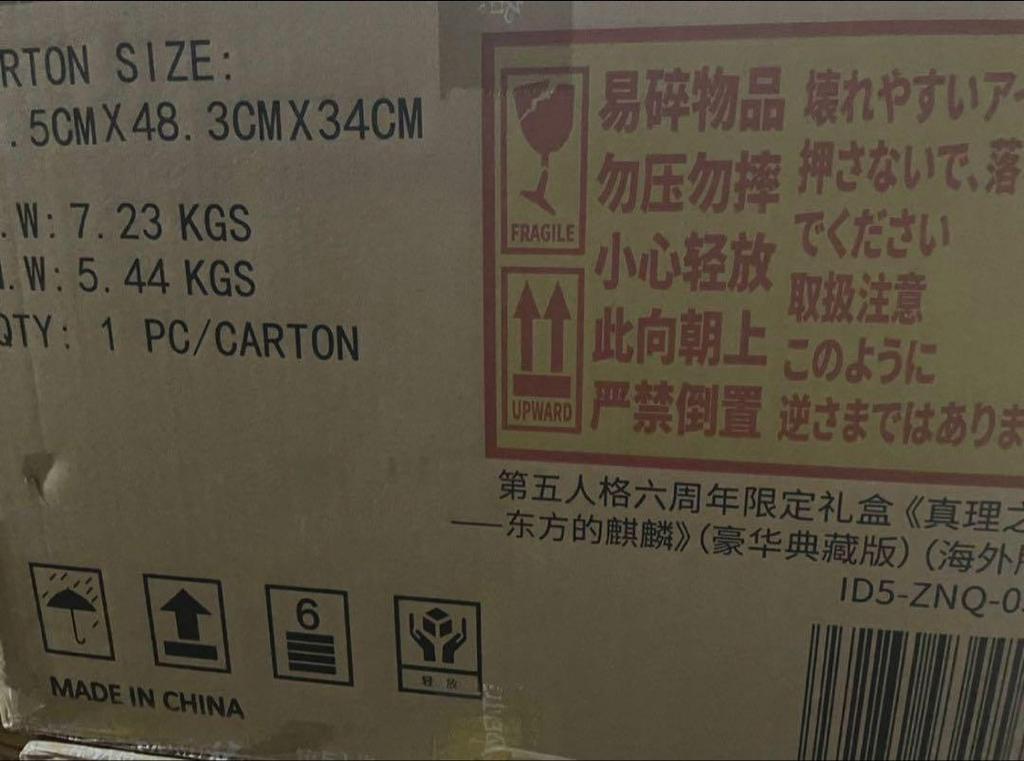 RTON SIZE:
.5CMX48.3CMX34CM
.W: 7.23 KGS
.W: 5.44 KGS
QTY: 1 PC/CARTON
FRAGILE
UPWARD
易碎物品
勿压勿摔
小心轻放
此向朝上
严禁倒置
壊れやすいアー
押さないで、落
でください
取扱注意
このように
逆さまではありま
第五人格六周年限定礼盒《真理之
——东方的麒麟》(豪华典藏版) (海外
ID5-ZNQ-0
6
轻放
MADE IN CHINA